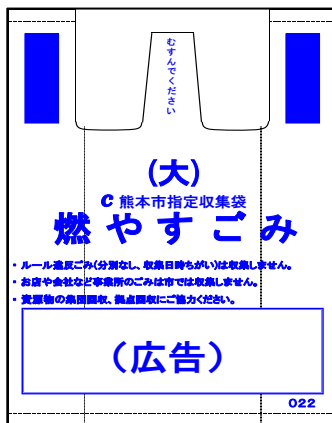 むすんでください
(大)
C 熊本市指定収集袋
燃やすごみ
・ルール違反ごみ(分別なし、収集日時ちがい)は収集しません。
・お店や会社など事業所のごみは市では収集しません。
・資源物の集団回収、拠点回収にご協力ください。
(広告)
022